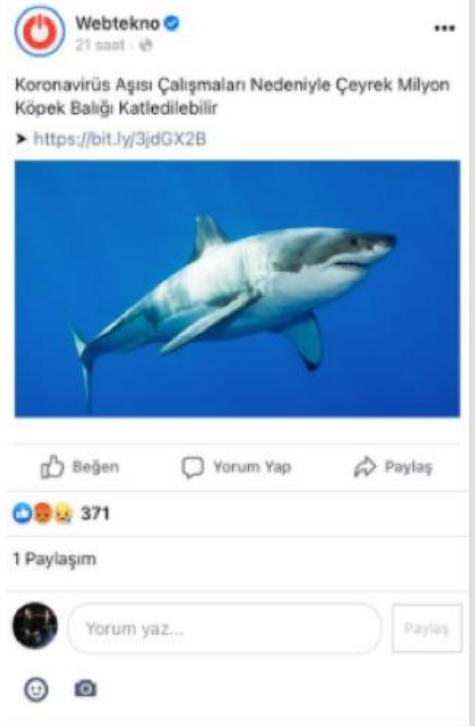 Webtekno
21 saat
Koronavirüs Aşısı Çalışmaları Nedeniyle Çeyrek Milyon
Köpek Balığı Katledilebilir
➤ https://bit.ly/3jdGX2B
Beğen Yorum Yap Paylaş
371
1 Paylaşım
Yorum yaz... Paylaş